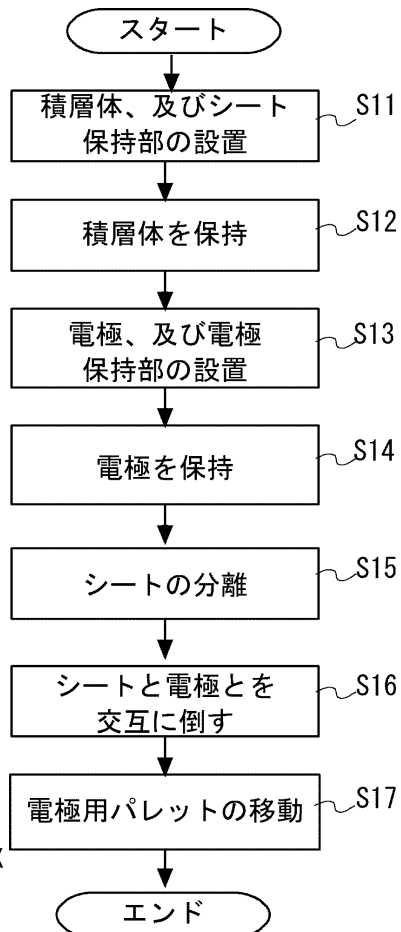 スタート
積層体、及びシート
保持部の設置
S11
積層体を保持
S12
電極、及び電極
保持部の設置
S13
電極を保持
S14
シートの分離
S15
シートと電極とを
交互に倒す
S16
電極用パレットの移動
S17
エンド